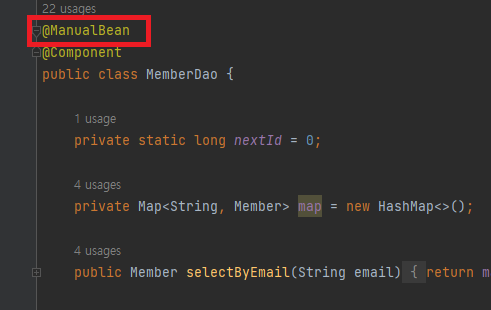 22 usages
@ManualBean
@Component
public class MemberDao {
1 usage
private static long nextId = 0;
4 usages
private Map<String, Member> map = new HashMap<>();
4 usages
public Member selectByEmail(String email) { return m